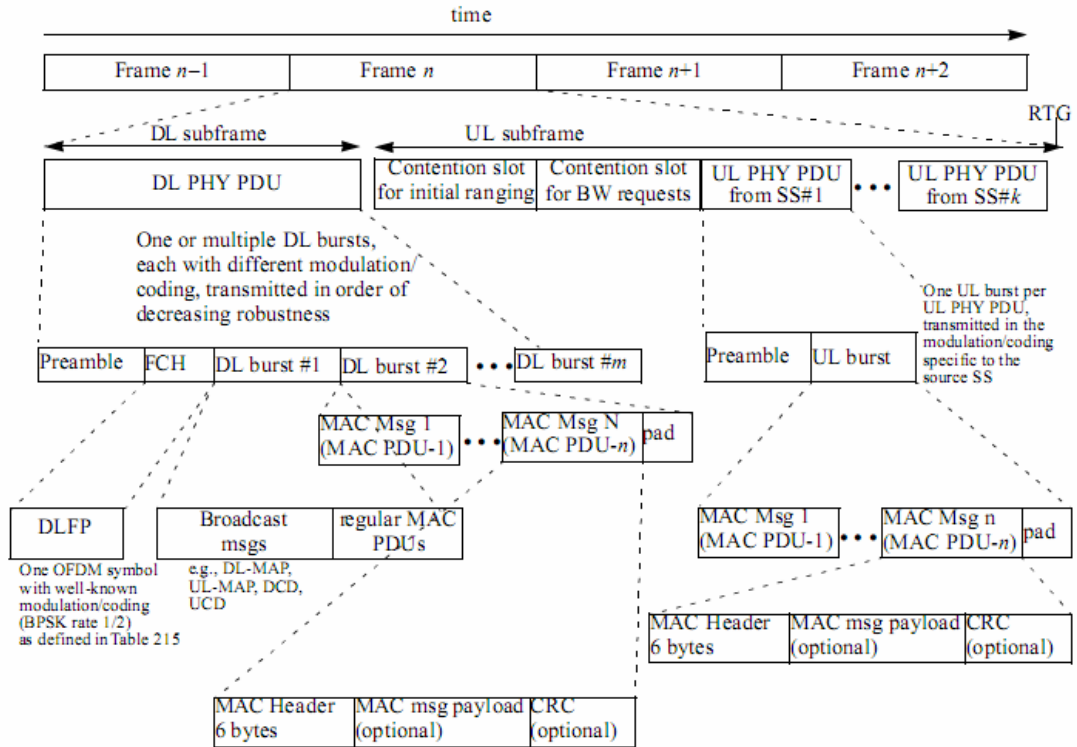 time
Frame n−1
Frame n
Frame n+1
Frame n+2
RTG
DL subframe
UL subframe
DL PHY PDU
Contention slot
for initial ranging
Contention slot
for BW requests
UL PHY PDU
from SS#1
• • •
UL PHY PDU
from SS#k
One or multiple DL bursts,
each with different modulation/
coding, transmitted in order of
decreasing robustness
One UL burst per
UL PHY PDU,
transmitted in the
modulation/coding
specific to the
source SS
Preamble
FCH
DL burst #1
DL burst #2
• • •
DL burst #m
Preamble
UL burst
MAC Msg 1
(MAC PDU-1)
• • •
MAC Msg N
(MAC PDU-n)
pad
DLFP
Broadcast
msgs
regular MAC
PDU's
MAC Msg 1
(MAC PDU-1)
• • •
MAC Msg n
(MAC PDU-n)
pad
One OFDM symbol
with well-known
modulation/coding
(BPSK rate 1/2)
as defined in Table 215
e.g., DL-MAP,
UL-MAP, DCD,
UCD
MAC Header
6 bytes
MAC msg payload
(optional)
CRC
(optional)
MAC Header
6 bytes
MAC msg payload
(optional)
CRC
(optional)